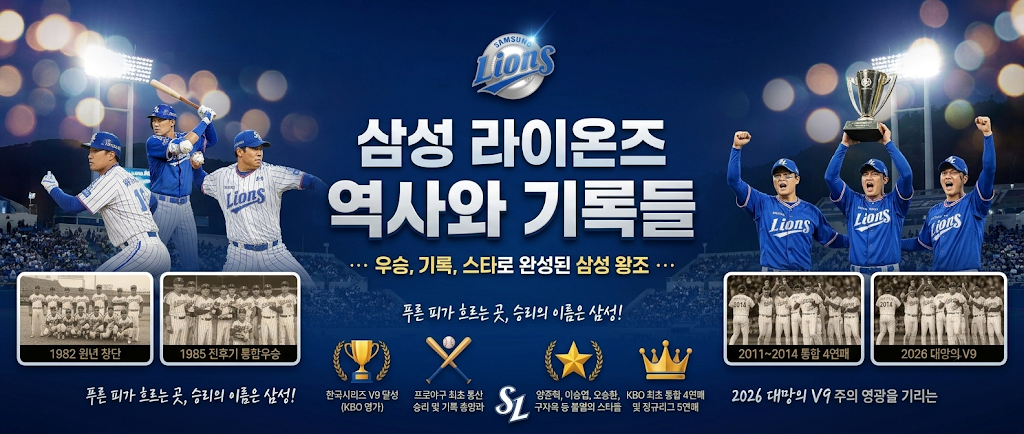 SAMSUNG
Lions
삼성 라이온즈
역사와 기록들
··· 우승, 기록, 스타로 완성된 삼성 왕조 ···
푸른 피가 흐르는 곳, 승리의 이름은 삼성!
Lions
Lions
Lions
Lions
1982 원년 창단
1985 전후기 통합우승
2014
2011~2014 통합 4연패
2014
2026 대망의 V9
푸른 피가 흐르는 곳, 승리의 이름은 삼성!
한국시리즈 V9 달성
(KBO 명가)
프로야구 최초 통산
승리 및 기록
SL
양준혁, 이승엽, 오승환,
구자욱 등 불멸의 스타들
KBO 최초 통합 4연패
및 정규리그 5연패
2026 대망의 V9 주의 영광을 기리는